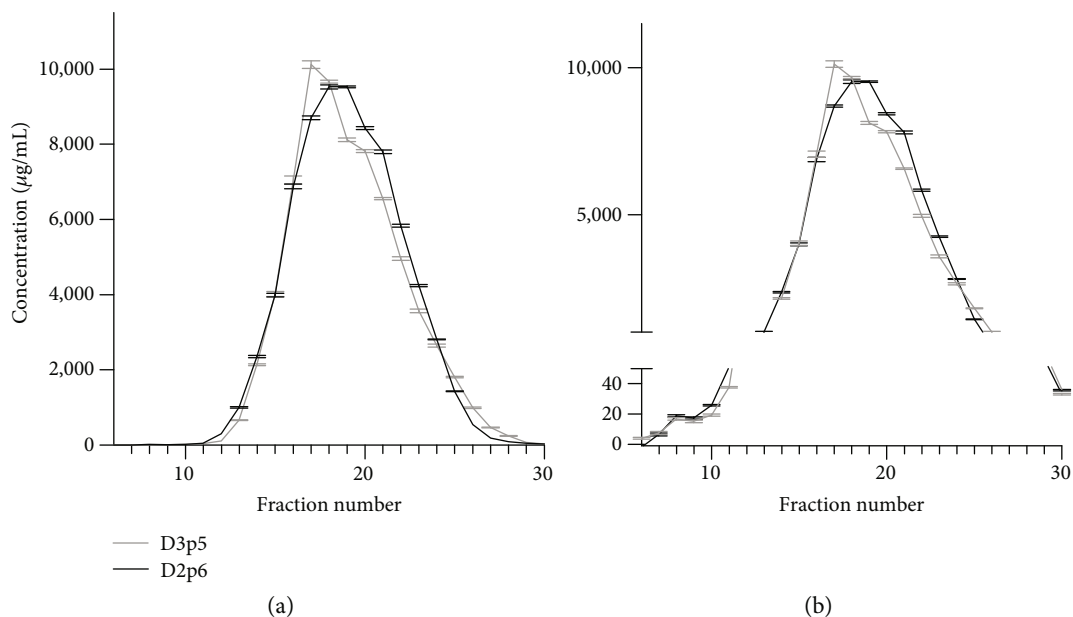 Concentration (μg/mL)
10,000
8,000
6,000
4,000
2,000
0
10
20
30
Fraction number
D3p5
D2p6
(a)
10,000
5,000
40
20
0
10
20
30
Fraction number
(b)